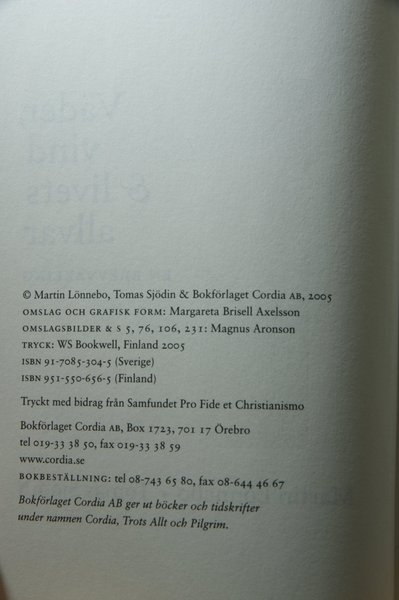 © Martin Lönnebo, Tomas Sjödin & Bokförlaget Cordia AB, 2005
OMSLAG OCH GRAFISK FORM: Margareta Brisell Axelsson
OMSLAGSBILDER & S 5, 76, 106, 231: Magnus Aronson
TRYCK: WS Bookwell, Finland 2005
ISBN 91-7085-304-5 (Sverige)
ISBN 951-550-656-5 (Finland)
Tryckt med bidrag från Samfundet Pro Fide et Christianismo
Bokförlaget Cordia AB, Box 1723, 701 17 Örebro
tel 019-33 38 50, fax 019-33 38 59
www.cordia.se
BOKBESTÄLLNING: tel 08-743 65 80, fax 08-644 44 67
Bokförlaget Cordia AB ger ut böcker och tidskrifter
under namnen Cordia, Trots Allt och Pilgrim.